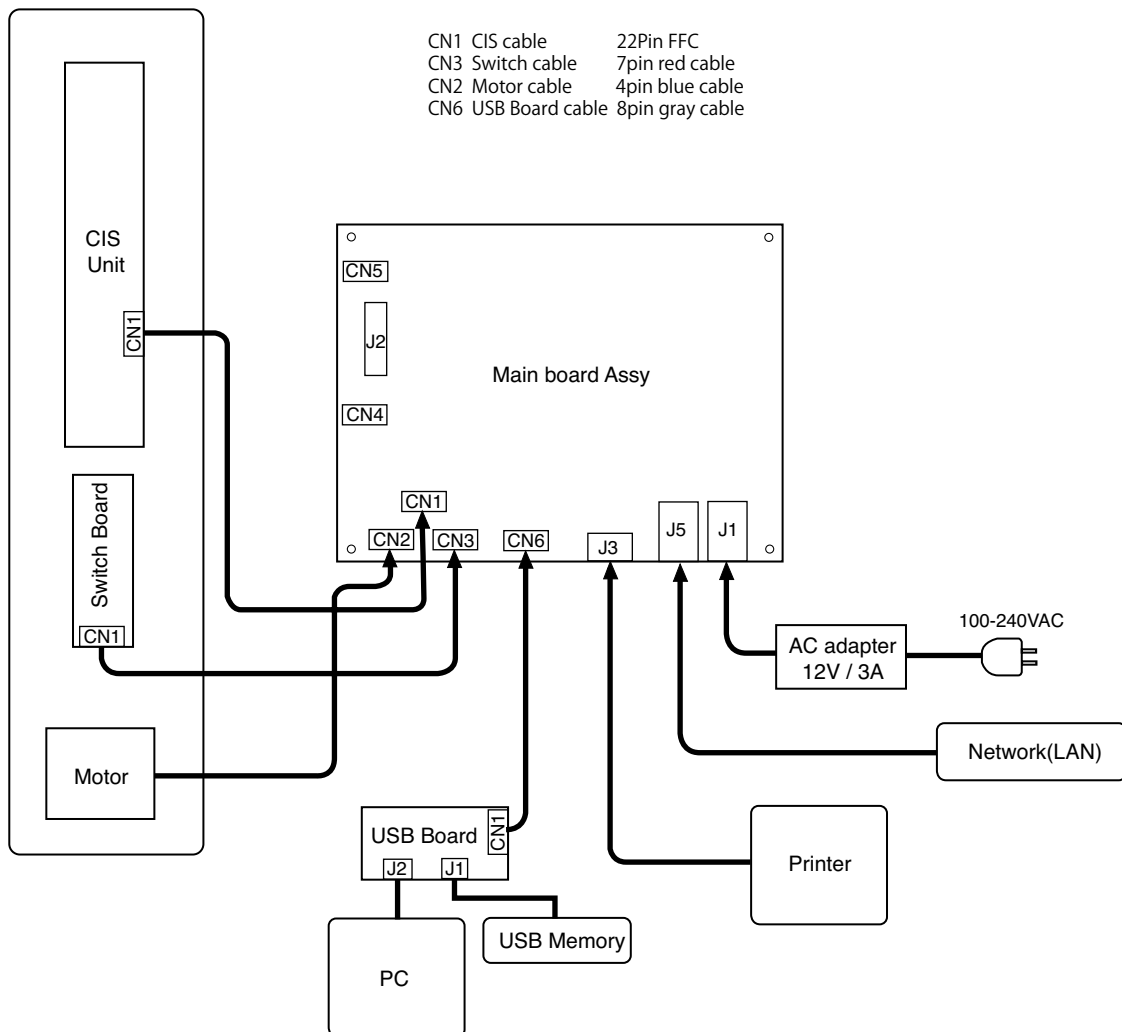 CN1 CIS cable 22Pin FFC
CN3 Switch cable 7pin red cable
CN2 Motor cable 4pin blue cable
CN6 USB Board cable 8pin gray cable
CIS
Unit
CN1
Switch Board
CN1
Motor
CN5
J2
CN4
Main board Assy
CN1
CN2
CN3
CN6
J3
J5
J1
100-240VAC
AC adapter
12V / 3A
Network(LAN)
Printer
USB Board
CN1
J2
J1
USB Memory
PC